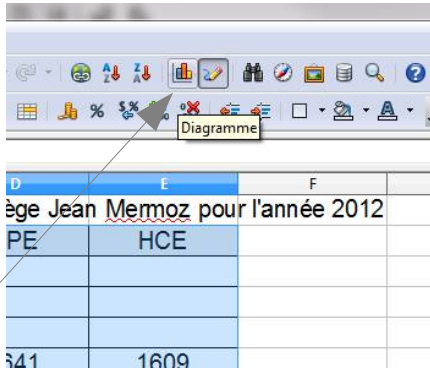 Diagramme
D E F
ège Jean Mermoz pour l'année 2012
PE HCE
641 1609